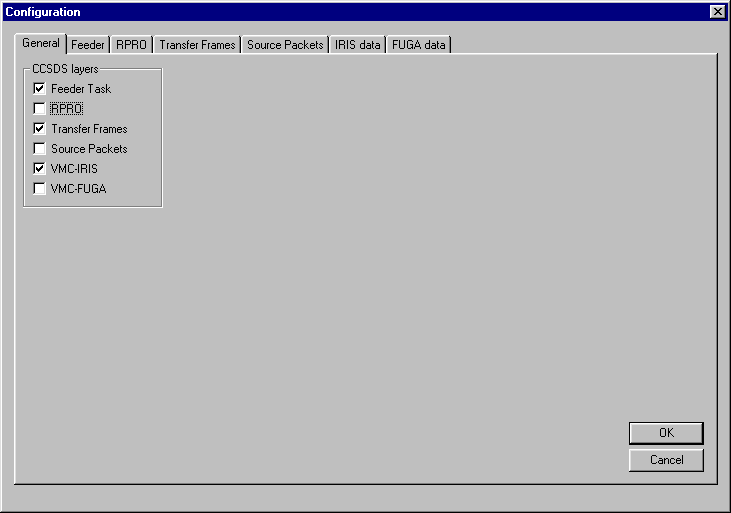 Configuration
General Feeder RPRO Transfer Frames Source Packets IRIS data FUGA data
CCSDS layers
Feeder Task
RPRO
Transfer Frames
Source Packets
VMC-IRIS
VMC-FUGA
OK
Cancel